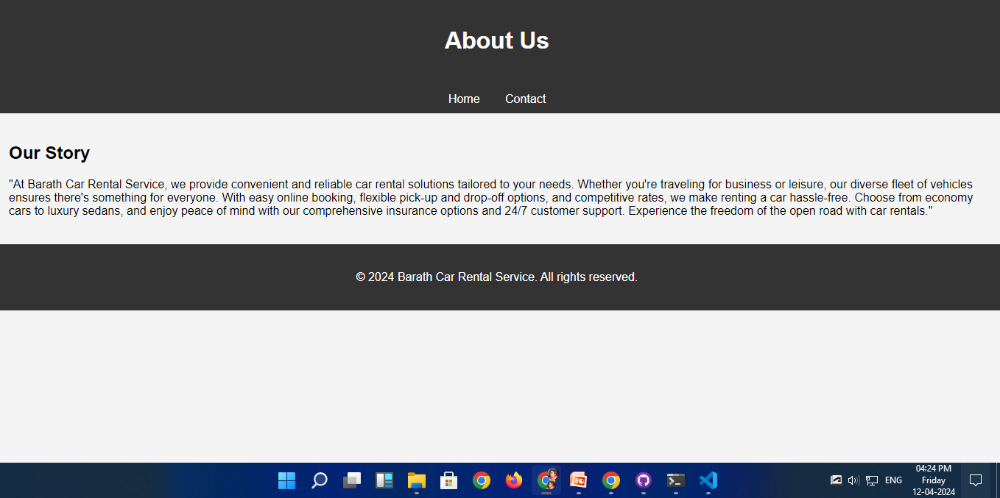 About Us
Home Contact
Our Story
"At Barath Car Rental Service, we provide convenient and reliable car rental solutions tailored to your needs. Whether you're traveling for business or leisure, our diverse fleet of vehicles
ensures there's something for everyone. With easy online booking, flexible pick-up and drop-off options, and competitive rates, we make renting a car hassle-free. Choose from economy
cars to luxury sedans, and enjoy peace of mind with our comprehensive insurance options and 24/7 customer support. Experience the freedom of the open road with car rentals."
© 2024 Barath Car Rental Service. All rights reserved.
04:24 PM
ENG Friday
12-04-2024